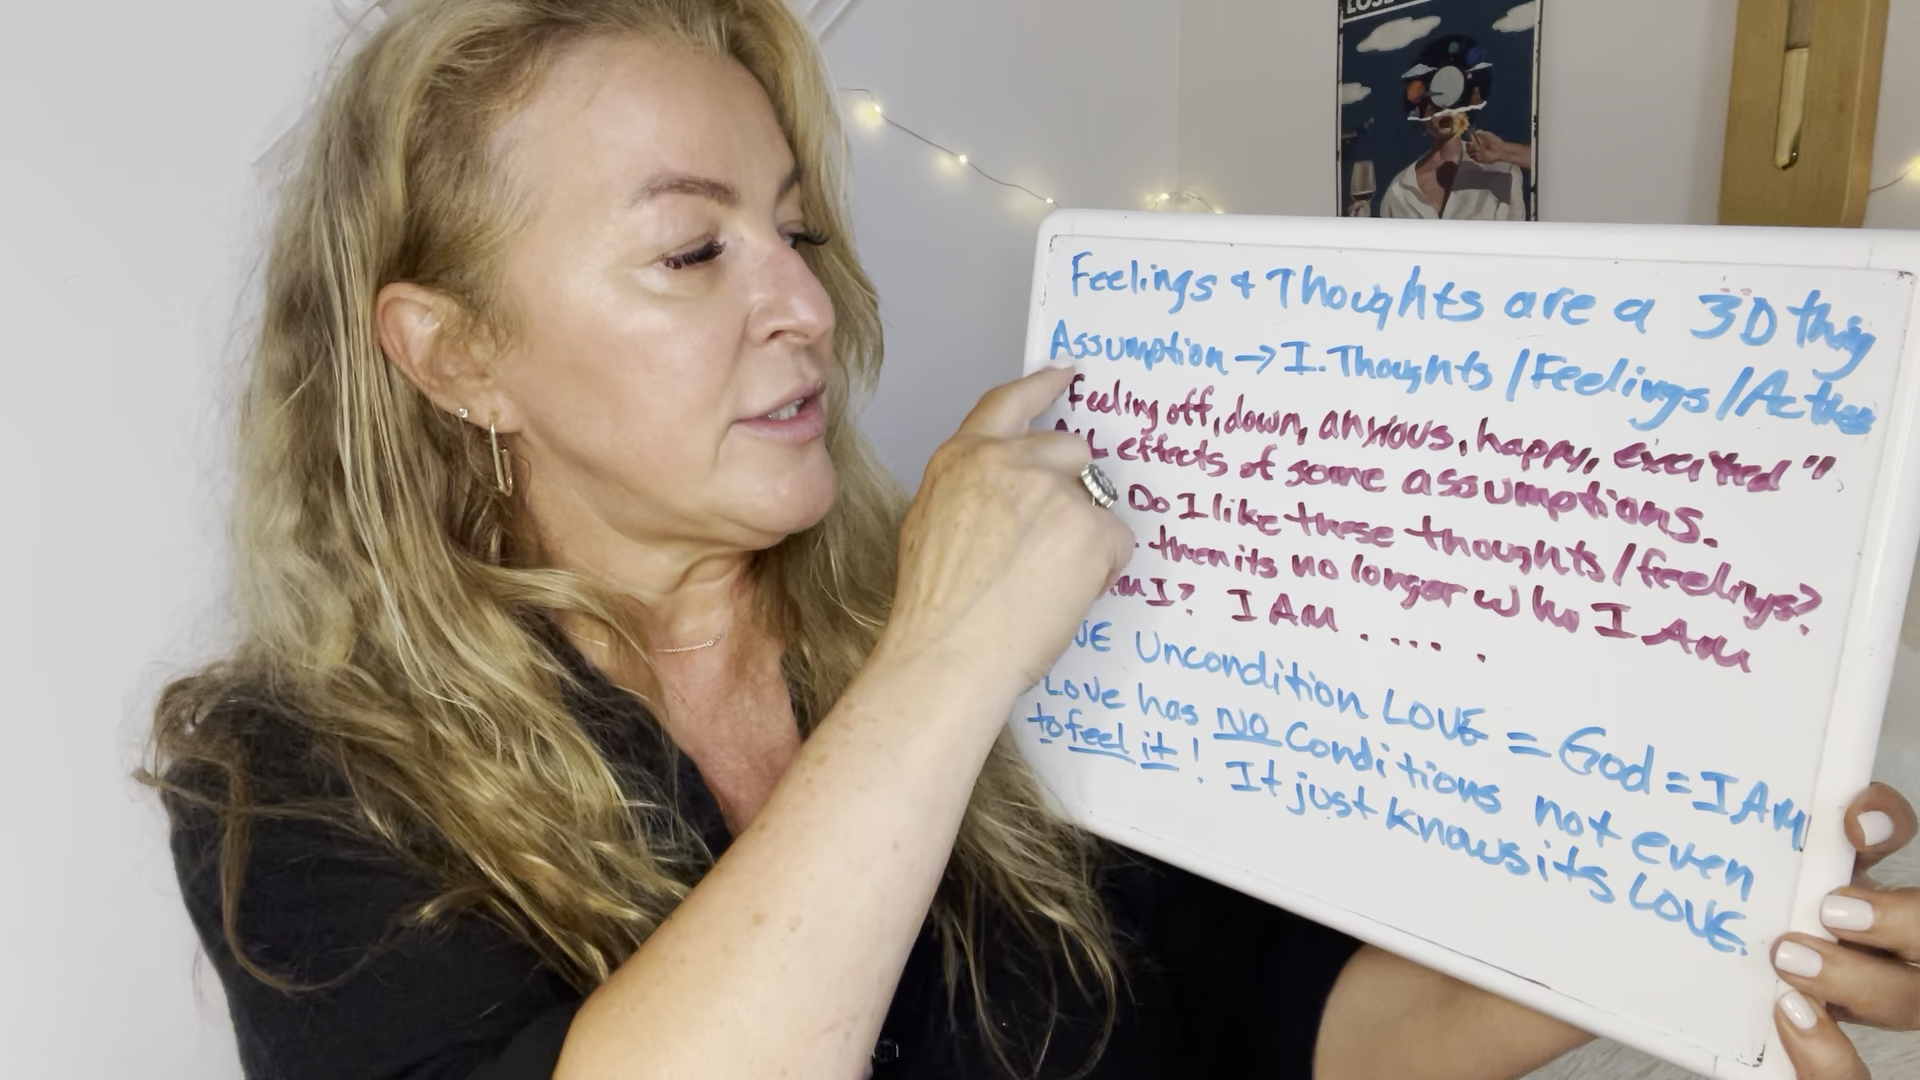 LOSE
Feelings & Thoughts are a 3D thing
Assumption → I. Thoughts / Feelings /
"Feeling off, down, anxious, happy, excited"
ALL effects of some assumptions.
Do I like these thoughts / feelings?
then its no longer who I AM
I? I AM .....
Uncondition LOVE = God = I AM
Love has NO Conditions not even
to feel it! It just knows its LOVE.